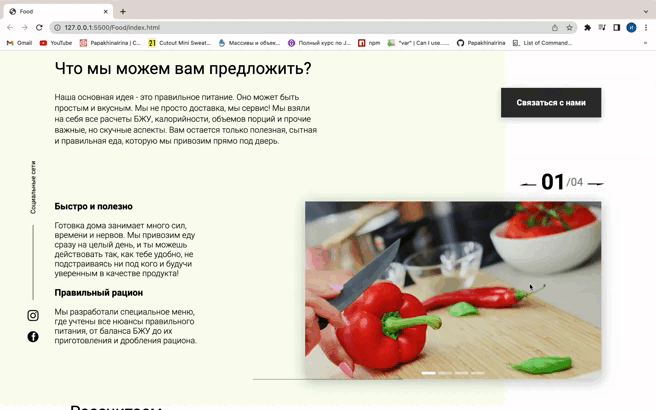 Food
127.0.0.1:5500/Food/index.html
Gmail
YouTube
PapakhinaIrina (...
Cutout Mini Sweat...
Массивы и объек...
Полный курс по J...
npm
"var" | Can I use......
PapakhinaIrina
List of Command...
Что мы можем вам предложить?
Наша основная идея - это правильное питание. Оно может быть
простым и вкусным. Мы не просто доставка, мы сервис! Мы взяли
на себя все расчеты БЖУ, калорийности, объемов порций и прочие
важные, но скучные аспекты. Вам остается только полезная, сытная
и правильная еда, которую мы привозим прямо под дверь.
Связаться с нами
Социальные сети
01/04
Быстро и полезно
Готовка дома занимает много сил,
времени и нервов. Мы привозим еду
сразу на целый день, и ты можешь
действовать так, как тебе удобно, не
подстраиваясь ни под кого и будучи
уверенным в качестве продукта!
Правильный рацион
Мы разработали специальное меню,
где учтены все нюансы правильного
питания, от баланса БЖУ до их
приготовления и дробления рациона.